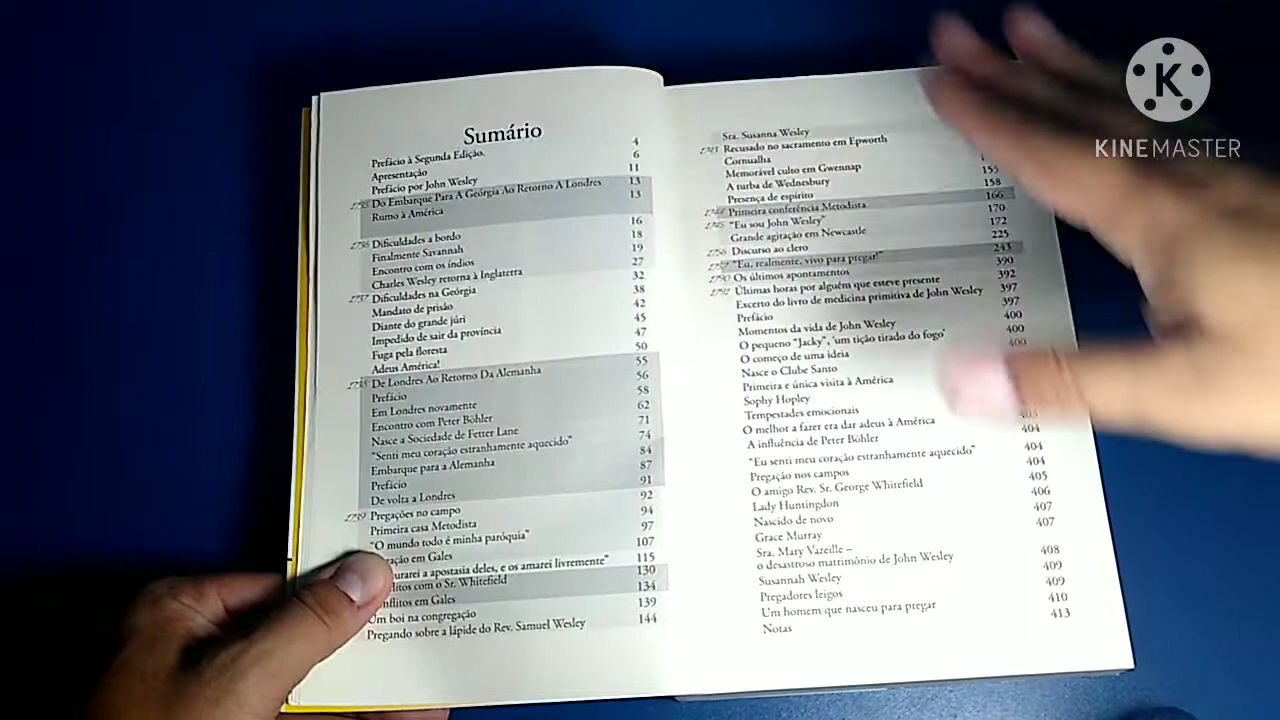 KINEMASTER
Sumário
Prefácio à Segunda Edição. 4
Apresentação 6
Prefácio por John Wesley 11
1735 Do Embarque Para A Geórgia Ao Retorno A Londres 13
Rumo à América 13
1736 Dificuldades a bordo 16
Finalmente Savannah 18
Encontro com os índios 19
Charles Wesley retorna à Inglaterra 27
1737 Dificuldades na Geórgia 32
Mandato de prisão 38
Diante do grande júri 42
Impedido de sair da província 45
Fuga pela floresta 47
Adeus América! 50
1738 De Londres Ao Retorno Da Alemanha 55
Prefácio 56
Em Londres novamente 58
Encontro com Peter Böhler 62
Nasce a Sociedade de Fetter Lane 71
"Senti meu coração estranhamente aquecido" 74
Embarque para a Alemanha 84
Prefácio 87
De volta a Londres 91
1739 Pregações no campo 92
Primeira casa Metodista 94
"O mundo todo é minha paróquia" 97
em Gales 107
a apostasia deles, e os amarei livremente" 115
com o Sr. Whitefield 130
em Gales 134
Um boi na congregação 139
Pregando sobre a lápide do Rev. Samuel Wesley 144
Sra. Susanna Wesley
1743 Recusado no sacramento em Epworth
Cornualha
Memorável culto em Gwennap
A turba de Wednesbury 155
Presença de espírito 158
1744 Primeira conferência Metodista 166
1745 "Eu sou John Wesley" 170
Grande agitação em Newcastle 172
1756 Discurso ao clero 225
1757 "Eu, realmente, vivo para pregar!" 243
1790 Os últimos apontamentos 390
1791 Últimas horas por alguém que esteve presente 392
Excerto do livro de medicina primitiva de John Wesley 397
Prefácio 397
Momentos da vida de John Wesley 400
O pequeno "Jacky", 'um tição tirado do fogo' 400
O começo de uma ideia 400
Nasce o Clube Santo
Primeira e única visita à América
Sophy Hopley
Tempestades emocionais
O melhor a fazer era dar adeus à América 403
A influência de Peter Böhler 404
"Eu senti meu coração estranhamente aquecido" 404
Pregação nos campos 404
O amigo Rev. Sr. George Whitefield 405
Lady Huntingdon 406
Nascido de novo 407
Grace Murray 407
Sra. Mary Vazeille –
o desastroso matrimônio de John Wesley 408
Susannah Wesley 409
Pregadores leigos 409
Um homem que nasceu para pregar 410
Notas 413